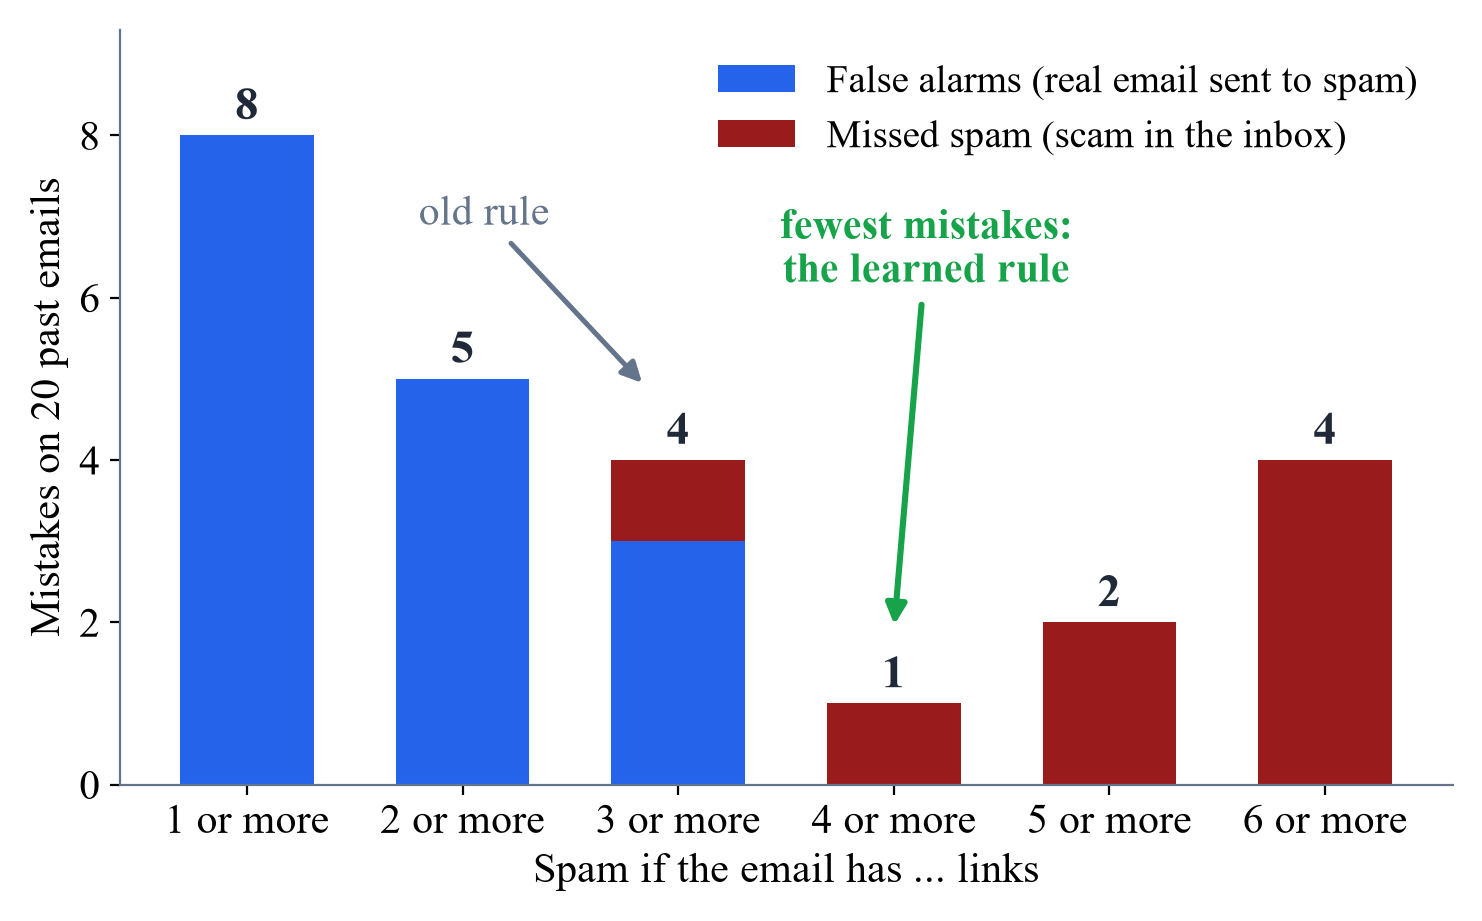 False alarms (real email sent to spam)
Missed spam (scam in the inbox)
Mistakes on 20 past emails
8
6
4
2
0
8
5
4
1
2
4
old rule
fewest mistakes:
the learned rule
1 or more
2 or more
3 or more
4 or more
5 or more
6 or more
Spam if the email has ... links